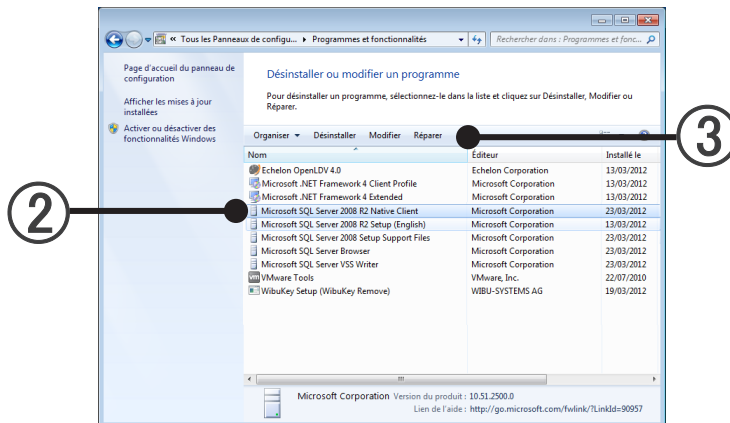 « Tous les Panneaux de configu... ▸ Programmes et fonctionnalités
Rechercher dans : Programmes et fonc...
Page d'accueil du panneau de
configuration
Afficher les mises à jour
installées
Activer ou désactiver des
fonctionnalités Windows
Désinstaller ou modifier un programme
Pour désinstaller un programme, sélectionnez-le dans la liste et cliquez sur Désinstaller, Modifier ou
Réparer.
Organiser Désinstaller Modifier Réparer
3
Nom Éditeur Installé le
Echelon OpenLDV 4.0 Echelon Corporation 13/03/2012
Microsoft .NET Framework 4 Client Profile Microsoft Corporation 13/03/2012
Microsoft .NET Framework 4 Extended Microsoft Corporation 13/03/2012
2
Microsoft SQL Server 2008 R2 Native Client Microsoft Corporation 23/03/2012
Microsoft SQL Server 2008 R2 Setup (English) Microsoft Corporation 13/03/2012
Microsoft SQL Server 2008 Setup Support Files Microsoft Corporation 23/03/2012
Microsoft SQL Server Browser Microsoft Corporation 23/03/2012
Microsoft SQL Server VSS Writer Microsoft Corporation 23/03/2012
VMware Tools VMware, Inc. 22/07/2010
WibuKey Setup (WibuKey Remove) WIBU-SYSTEMS AG 19/03/2012
Microsoft Corporation Version du produit : 10.51.2500.0
Lien de l'aide : http://go.microsoft.com/fwlink/?LinkId=90957